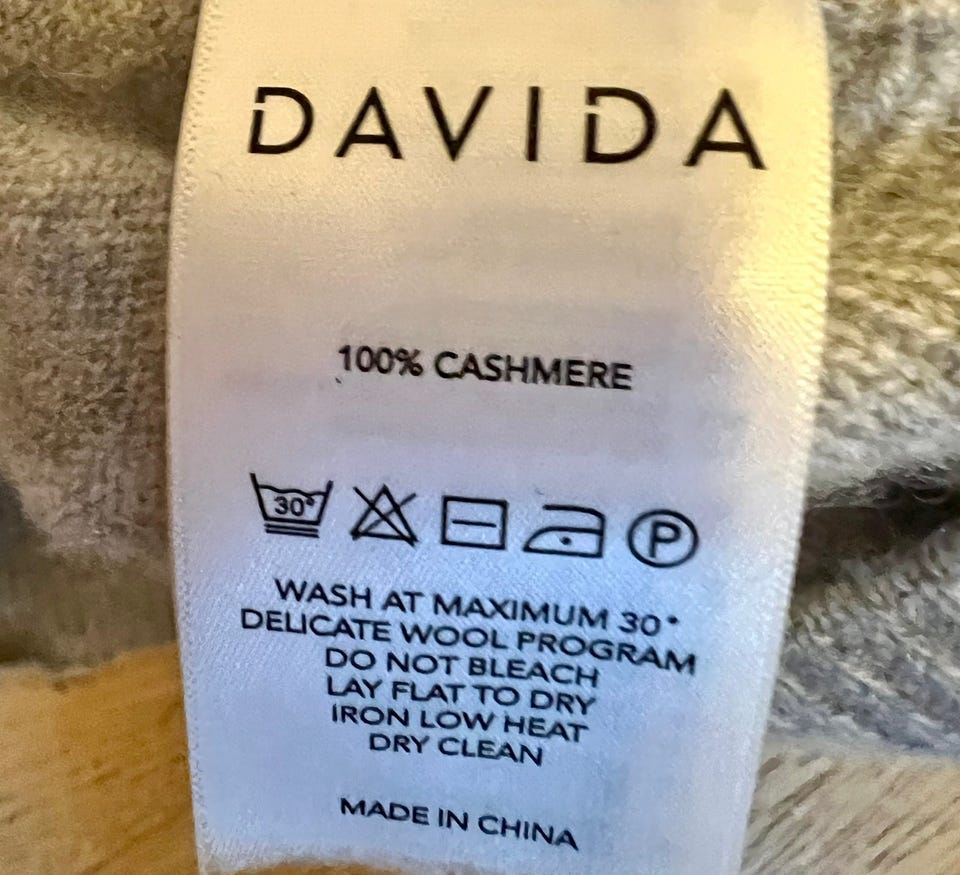 DAVIDA
100% CASHMERE
30° P
WASH AT MAXIMUM 30°
DELICATE WOOL PROGRAM
DO NOT BLEACH
LAY FLAT TO DRY
IRON LOW HEAT
DRY CLEAN
MADE IN CHINA